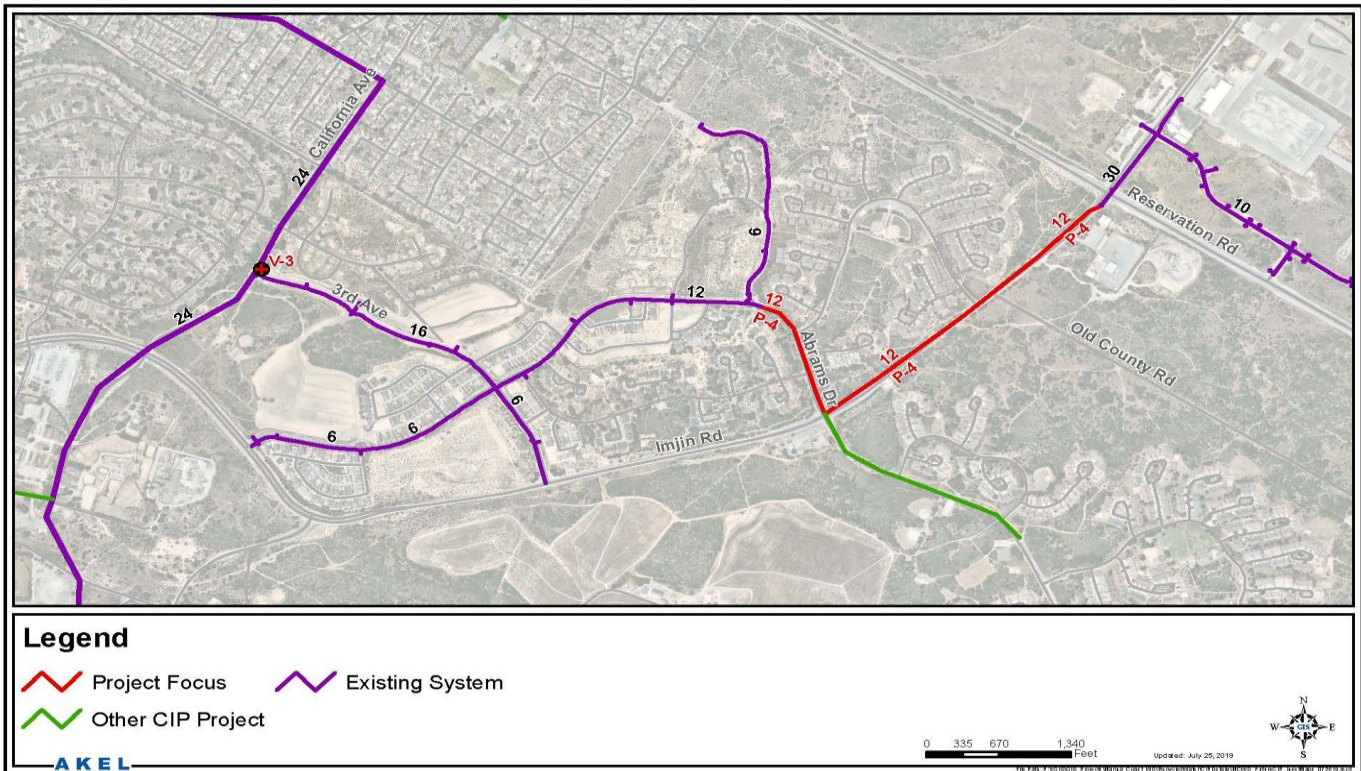 California Ave
24
V-3
24
3rd Ave
16
6
6
6
6
12
12
P-4
Abrams Dr
Imjin Rd
12
P-4
12
P-4
30
Reservation Rd
10
Old County Rd
Legend
Project Focus
Existing System
Other CIP Project
AKEL
0 335 670 1,340
Feet
Updated: July 25, 2019
N
W GIS E
S